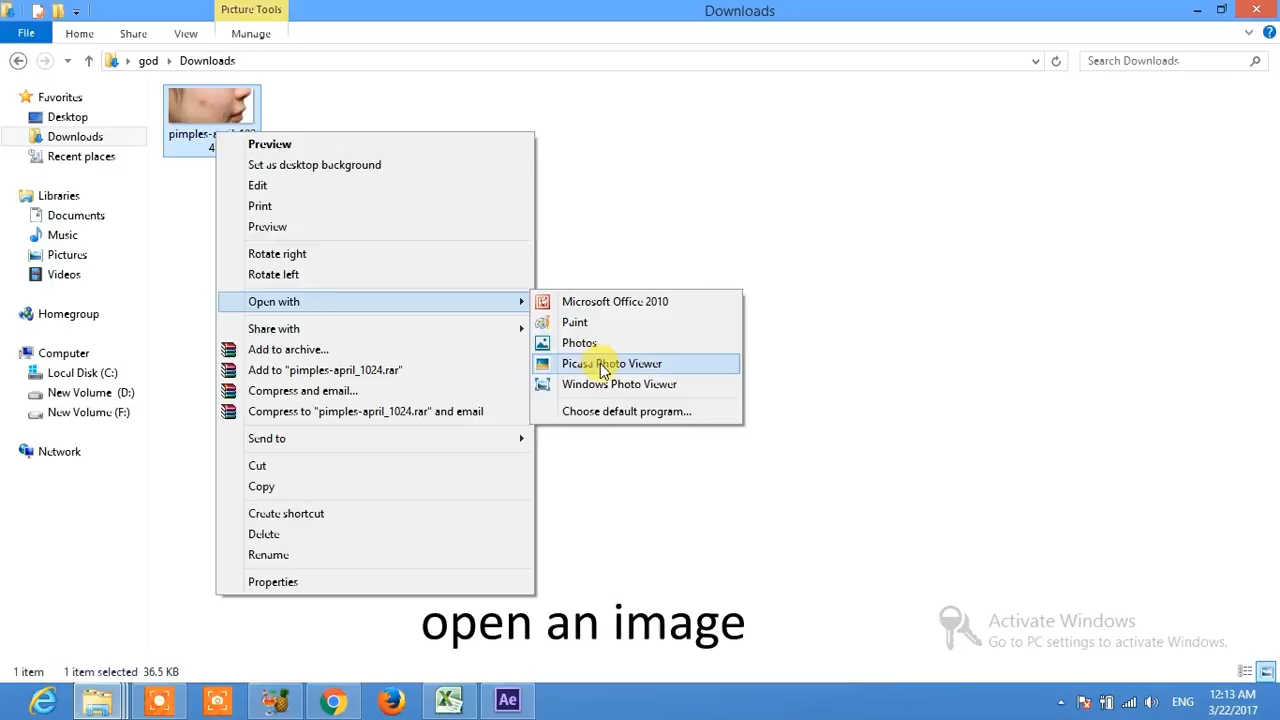 Picture Tools
Downloads
File
Home
Share
View
Manage
god
Downloads
Search Downloads
Favorites
Desktop
Downloads
Recent places
Libraries
Documents
Music
Pictures
Videos
Homegroup
Computer
Local Disk (C:)
New Volume (D:)
New Volume (F:)
Network
Preview
Set as desktop background
Edit
Print
Preview
Rotate right
Rotate left
Open with
Share with
Add to archive...
Add to "pimples-april_1024.rar"
Compress and email...
Compress to "pimples-april_1024.rar" and email
Send to
Cut
Copy
Create shortcut
Delete
Rename
Properties
Microsoft Office 2010
Paint
Photos
Picasa Photo Viewer
Windows Photo Viewer
Choose default program...
open an image
Activate Windows
Go to PC settings to activate Windows.
1 item
1 item selected 36.5 KB
Ae
ENG
12:13 AM
3/22/2017